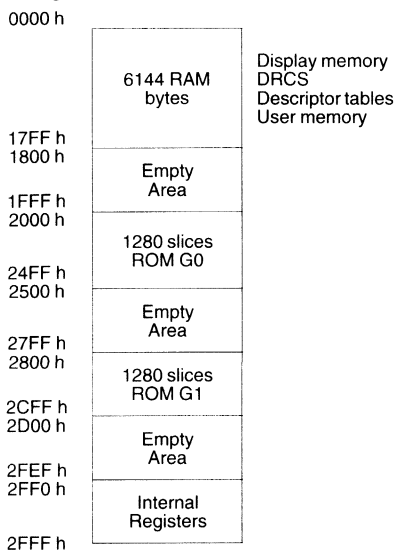 0000 h
Display memory
DRCS
Descriptor tables
User memory
6144 RAM
bytes
17FF h
1800 h
Empty
Area
1FFF h
2000 h
1280 slices
ROM G0
24FF h
2500 h
Empty
Area
27FF h
2800 h
1280 slices
ROM G1
2CFF h
2D00 h
Empty
Area
2FEF h
2FF0 h
Internal
Registers
2FFF h